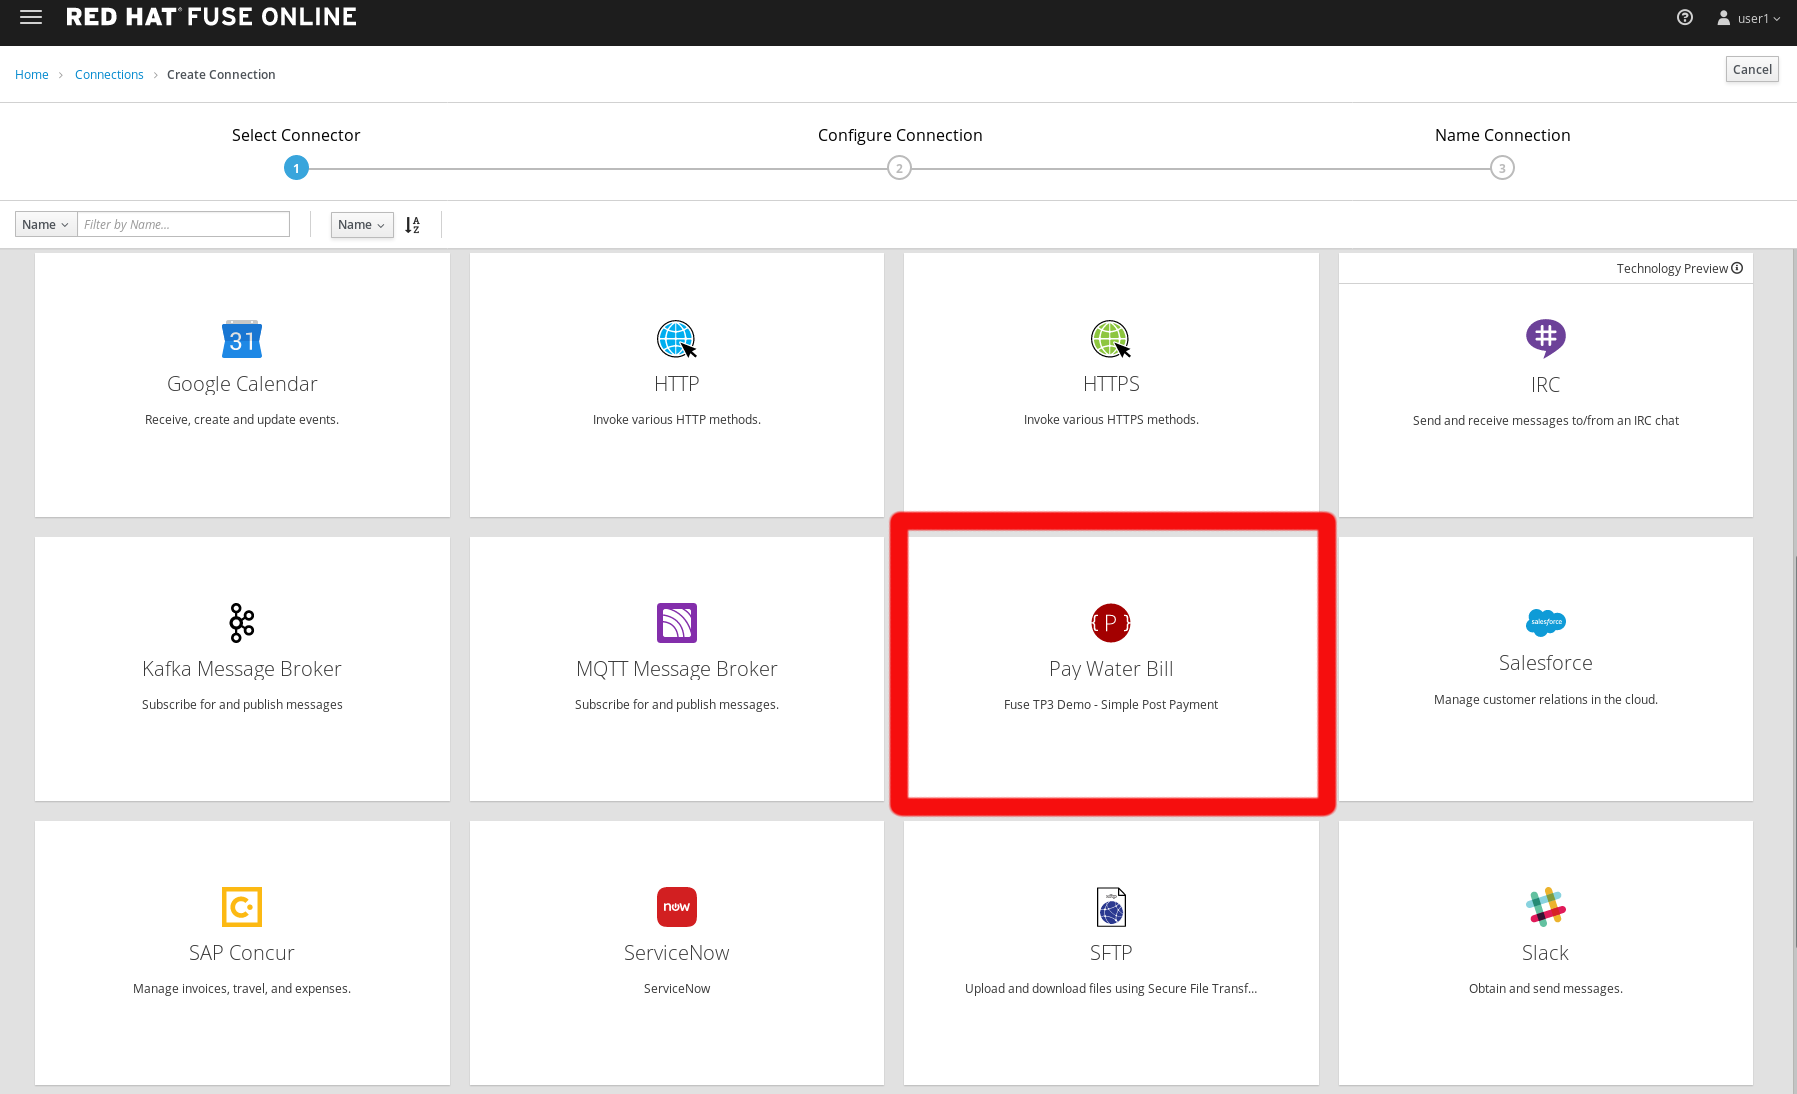 RED HAT® FUSE ONLINE
user1
Home > Connections > Create Connection
Cancel
Select Connector
Configure Connection
Name Connection
1
2
3
Name
Filter by Name...
Name
A
Z
Technology Preview
31
Google Calendar
Receive, create and update events.
HTTP
Invoke various HTTP methods.
HTTPS
Invoke various HTTPS methods.
#
IRC
Send and receive messages to/from an IRC chat
Kafka Message Broker
Subscribe for and publish messages
MQTT Message Broker
Subscribe for and publish messages.
{ P }
Pay Water Bill
Fuse TP3 Demo - Simple Post Payment
salesforce
Salesforce
Manage customer relations in the cloud.
C.
SAP Concur
Manage invoices, travel, and expenses.
now
ServiceNow
ServiceNow
SFTP
Upload and download files using Secure File Transf...
Slack
Obtain and send messages.